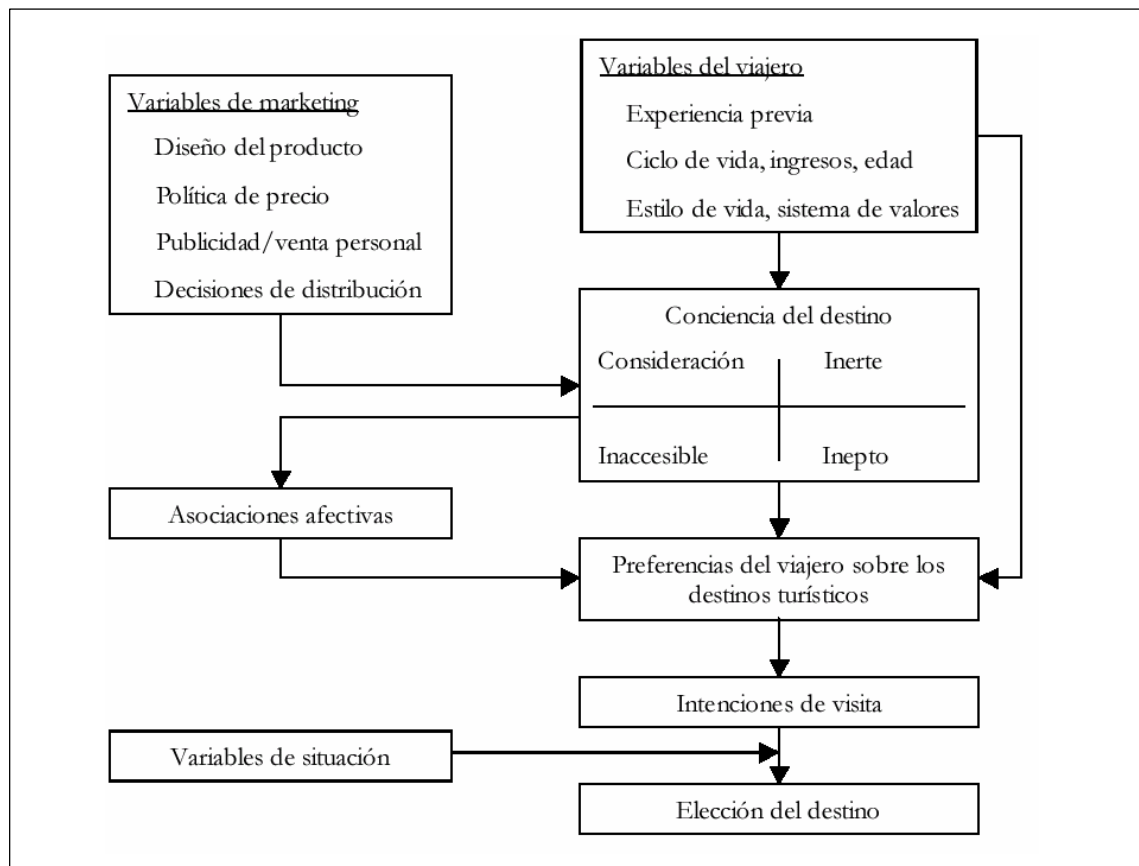 Variables de marketing
Diseño del producto
Política de precio
Publicidad/venta personal
Decisiones de distribución
Variables del viajero
Experiencia previa
Ciclo de vida, ingresos, edad
Estilo de vida, sistema de valores
Conciencia del destino
Consideración
Inerte
Inaccesible
Inepto
Asociaciones afectivas
Preferencias del viajero sobre los
destinos turísticos
Intenciones de visita
Variables de situación
Elección del destino